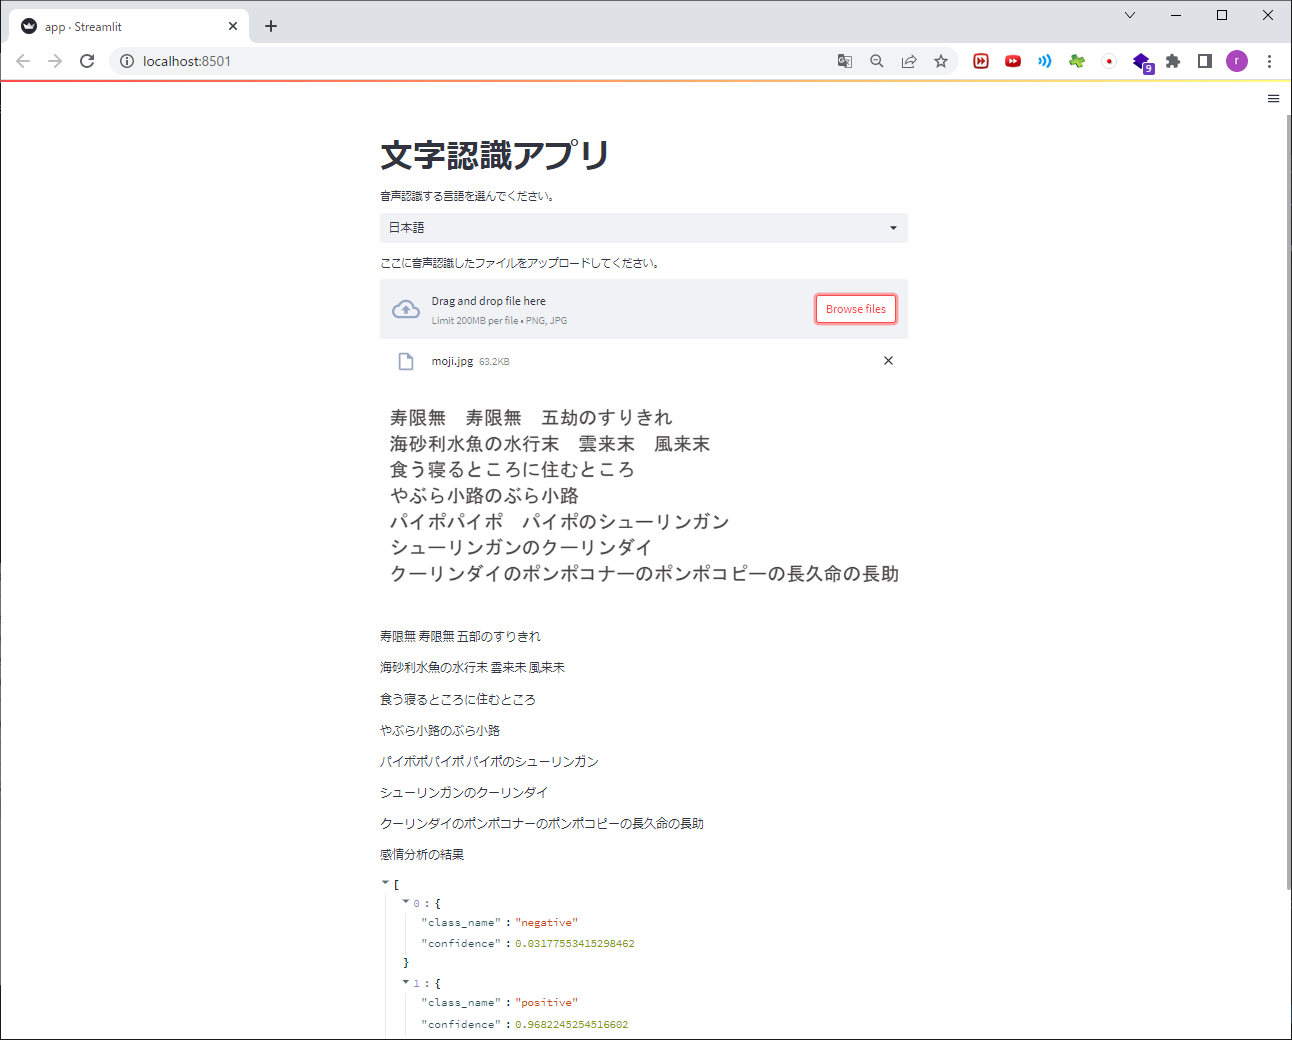 app · Streamlit
localhost:8501
9
r
文字認識アプリ
音声認識する言語を選んでください。
日本語
ここに音声認識したファイルをアップロードしてください。
Drag and drop file here
Limit 200MB per file • PNG, JPG
Browse files
moji.jpg 63.2KB
寿限無　寿限無　五劫のすりきれ
海砂利水魚の水行末　雲来末　風来末
食う寝るところに住むところ
やぶら小路のぶら小路
パイポパイポ　パイポのシューリンガン
シューリンガンのクーリンダイ
クーリンダイのポンポコナーのポンポコピーの長久命の長助
寿限無 寿限無 五部のすりきれ
海砂利水魚の水行末 雲来未 風来未
食う寝るところに住むところ
やぶら小路のぶら小路
パイポポパイポ パイポのシューリンガン
シューリンガンのクーリンダイ
クーリンダイのポンポコナーのポンポコピーの長久命の長助
感情分析の結果
[
0 : {
"class_name" : "negative"
"confidence" : 0.03177553415298462
}
1 : {
"class_name" : "positive"
"confidence" : 0.9682245254516602